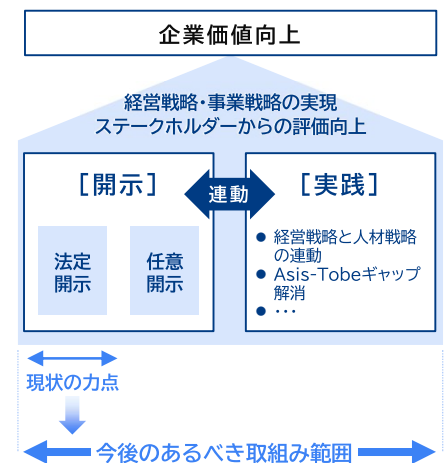 企業価値向上
経営戦略・事業戦略の実現
ステークホルダーからの評価向上
[開示]
連動
[実践]
法定
開示
任意
開示
● 経営戦略と人材戦略
の連動
● Asis-Tobeギャップ
解消
● ・・・
現状の力点
今後のあるべき取組み範囲